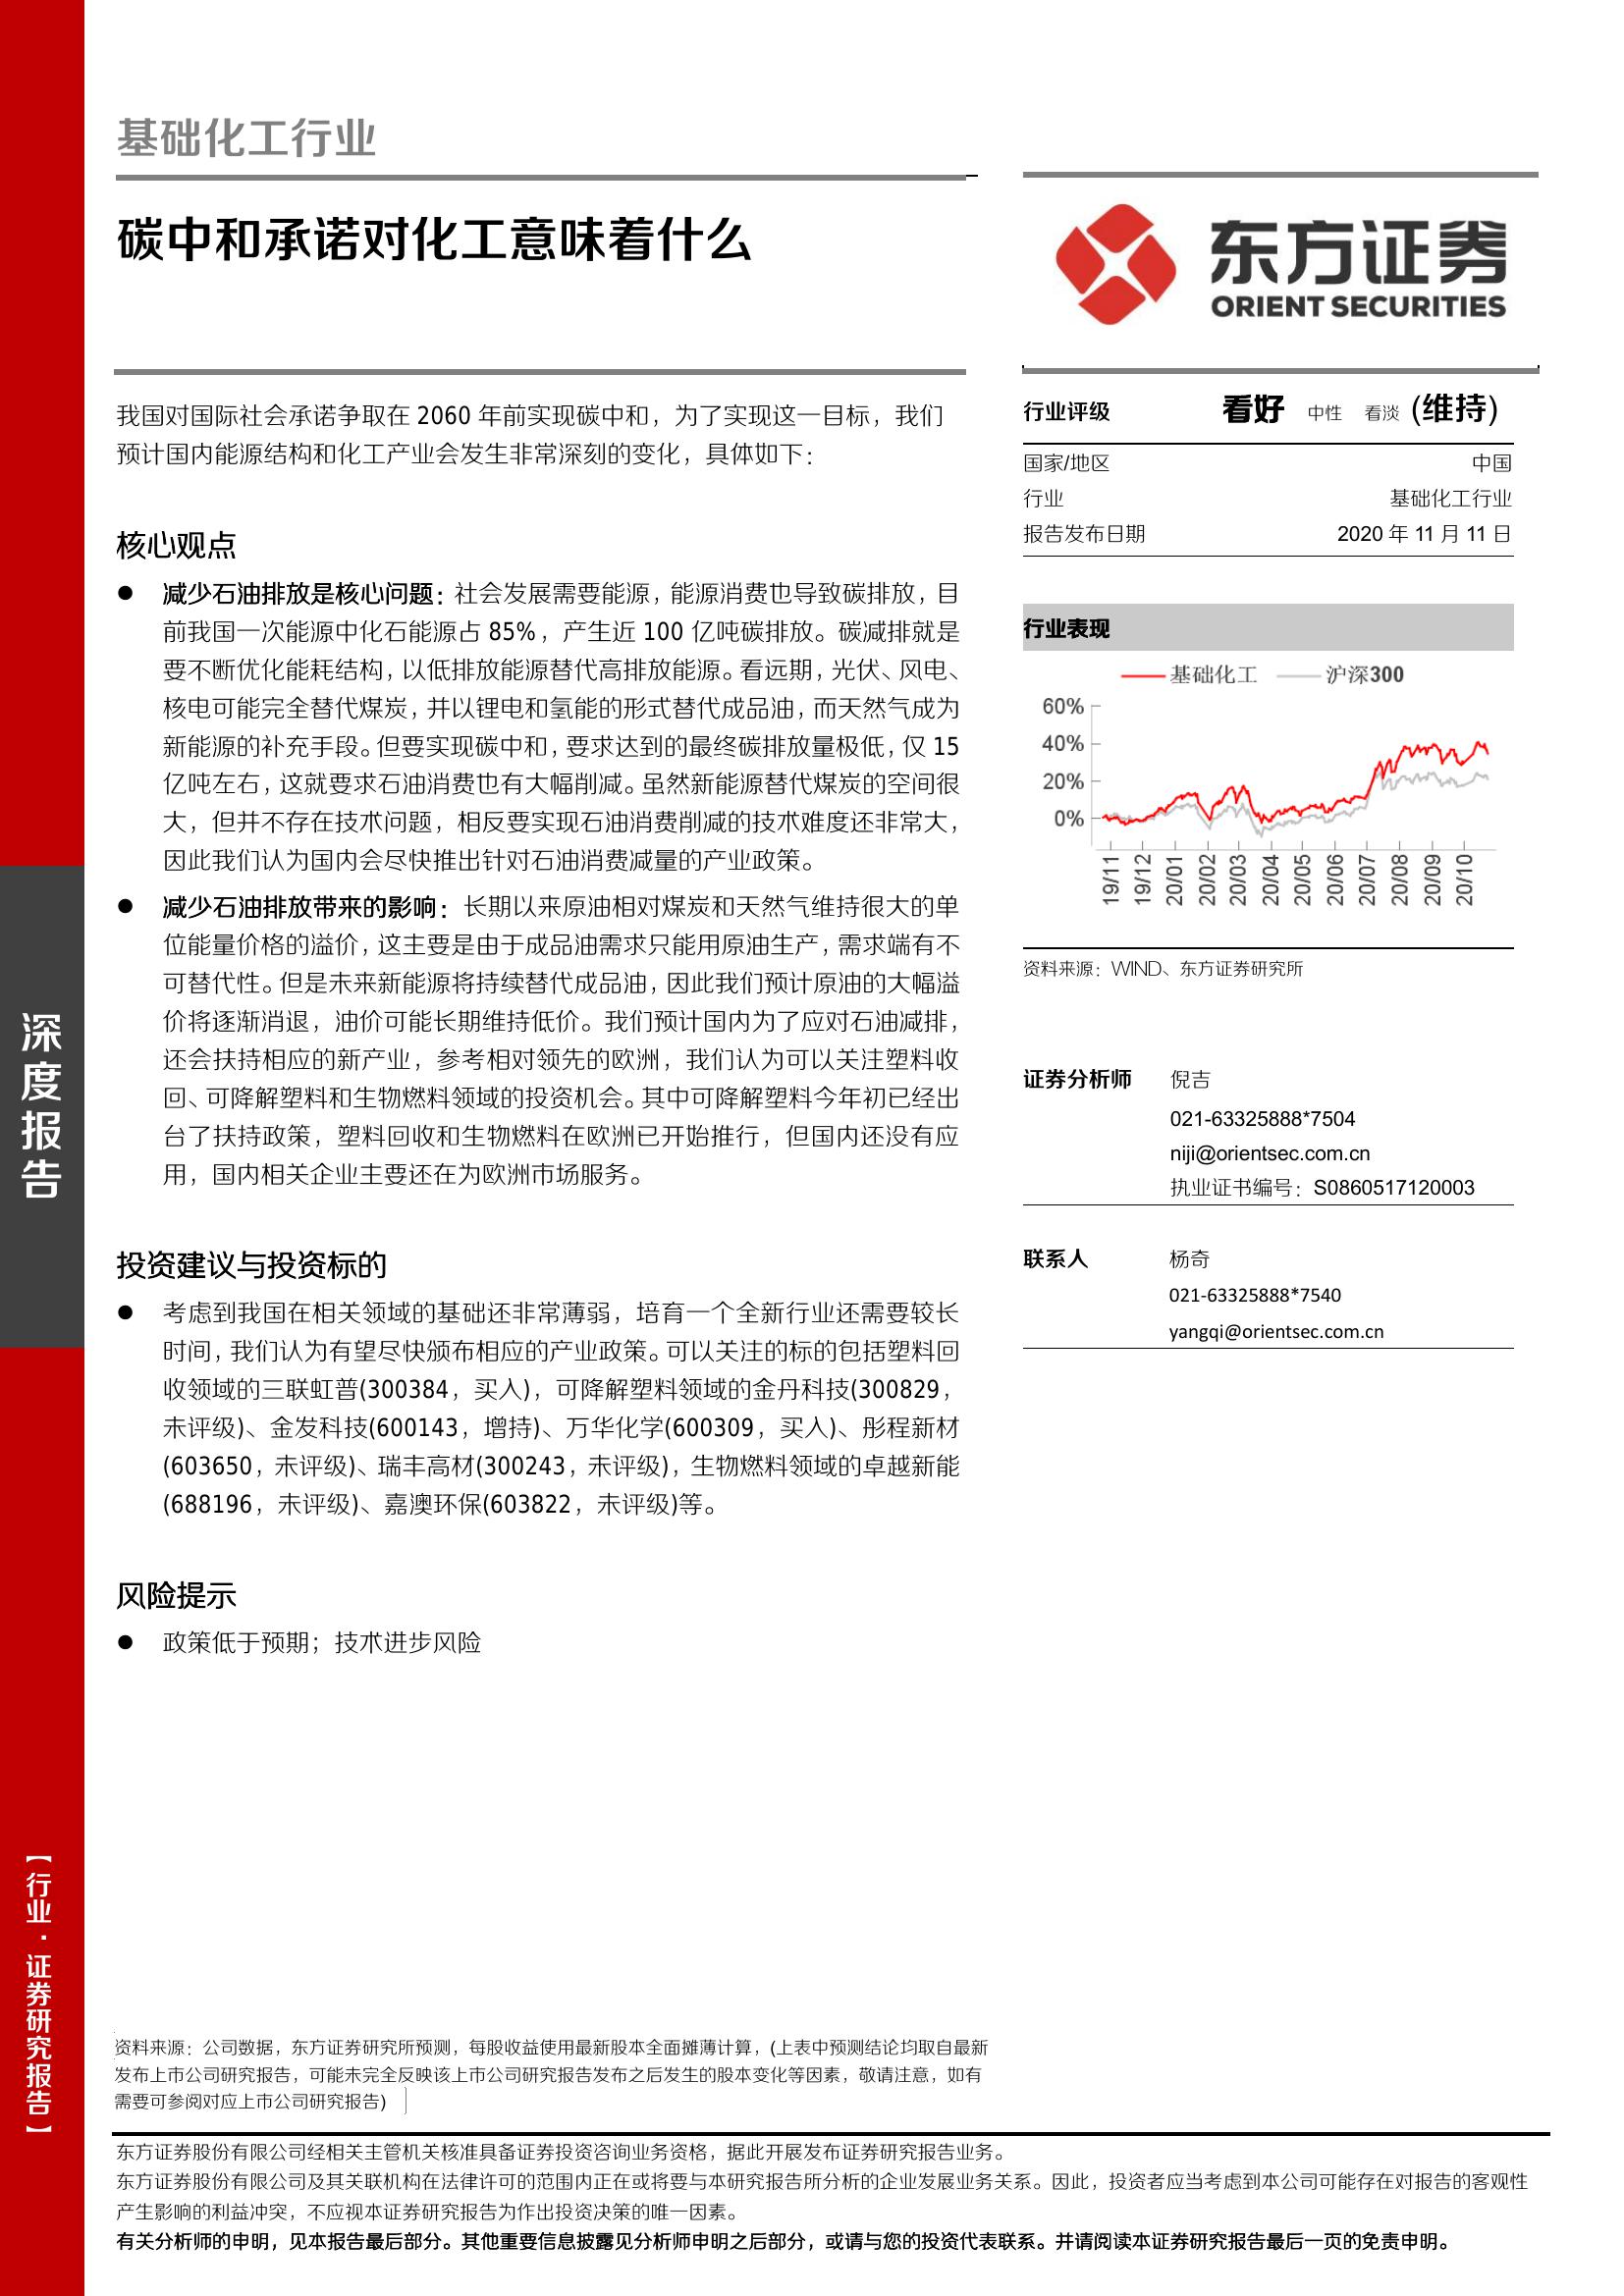 基础化工行业
碳中和承诺对化工意味着什么
我国对国际社会承诺争取在 2060 年前实现碳中和，为了实现这一目标，我们
预计国内能源结构和化工产业会发生非常深刻的变化，具体如下：
核心观点
● 减少石油排放是核心问题：社会发展需要能源，能源消费也导致碳排放，目
前我国一次能源中化石能源占 85%，产生近 100 亿吨碳排放。碳减排就是
要不断优化能耗结构，以低排放能源替代高排放能源。看远期，光伏、风电、
核电可能完全替代煤炭，并以锂电和氢能的形式替代成品油，而天然气成为
新能源的补充手段。但要实现碳中和，要求达到的最终碳排放量极低，仅 15
亿吨左右，这就要求石油消费也有大幅削减。虽然新能源替代煤炭的空间很
大，但并不存在技术问题，相反要实现石油消费削减的技术难度还非常大，
因此我们认为国内会尽快推出针对石油消费减量的产业政策。
● 减少石油排放带来的影响：长期以来原油相对煤炭和天然气维持很大的单
位能量价格的溢价，这主要是由于成品油需求只能用原油生产，需求端有不
可替代性。但是未来新能源将持续替代成品油，因此我们预计原油的大幅溢
价将逐渐消退，油价可能长期维持低价。我们预计国内为了应对石油减排，
还会扶持相应的新产业，参考相对领先的欧洲，我们认为可以关注塑料收
回、可降解塑料和生物燃料领域的投资机会。其中可降解塑料今年初已经出
台了扶持政策，塑料回收和生物燃料在欧洲已开始推行，但国内还没有应
用，国内相关企业主要还在为欧洲市场服务。
投资建议与投资标的
● 考虑到我国在相关领域的基础还非常薄弱，培育一个全新行业还需要较长
时间，我们认为有望尽快颁布相应的产业政策。可以关注的标的包括塑料回
收领域的三联虹普(300384，买入)，可降解塑料领域的金丹科技(300829，
未评级)、金发科技(600143，增持)、万华化学(600309，买入)、彤程新材
(603650，未评级)、瑞丰高材(300243，未评级)，生物燃料领域的卓越新能
(688196，未评级)、嘉澳环保(603822，未评级)等。
风险提示
● 政策低于预期；技术进步风险
东方证券
ORIENT SECURITIES
行业评级 看好 中性 看淡 (维持)
国家/地区 中国
行业 基础化工行业
报告发布日期 2020 年 11 月 11 日
行业表现
基础化工 沪深300
60%
40%
20%
0%
19/11 19/12 20/01 20/02 20/03 20/04 20/05 20/06 20/07 20/08 20/09 20/10
资料来源：WIND、东方证券研究所
证券分析师 倪吉
021-63325888*7504
niji@orientsec.com.cn
执业证书编号：S0860517120003
联系人 杨奇
021-63325888*7540
yangqi@orientsec.com.cn
深度报告
【行业·证券研究报告】
资料来源：公司数据，东方证券研究所预测，每股收益使用最新股本全面摊薄计算，(上表中预测结论均取自最新
发布上市公司研究报告，可能未完全反映该上市公司研究报告发布之后发生的股本变化等因素，敬请注意，如有
需要可参阅对应上市公司研究报告)
东方证券股份有限公司经相关主管机关核准具备证券投资咨询业务资格，据此开展发布证券研究报告业务。
东方证券股份有限公司及其关联机构在法律许可的范围内正在或将要与本研究报告所分析的企业发展业务关系。因此，投资者应当考虑到本公司可能存在对报告的客观性
产生影响的利益冲突，不应视本证券研究报告为作出投资决策的唯一因素。
有关分析师的申明，见本报告最后部分。其他重要信息披露见分析师申明之后部分，或请与您的投资代表联系。并请阅读本证券研究报告最后一页的免责申明。